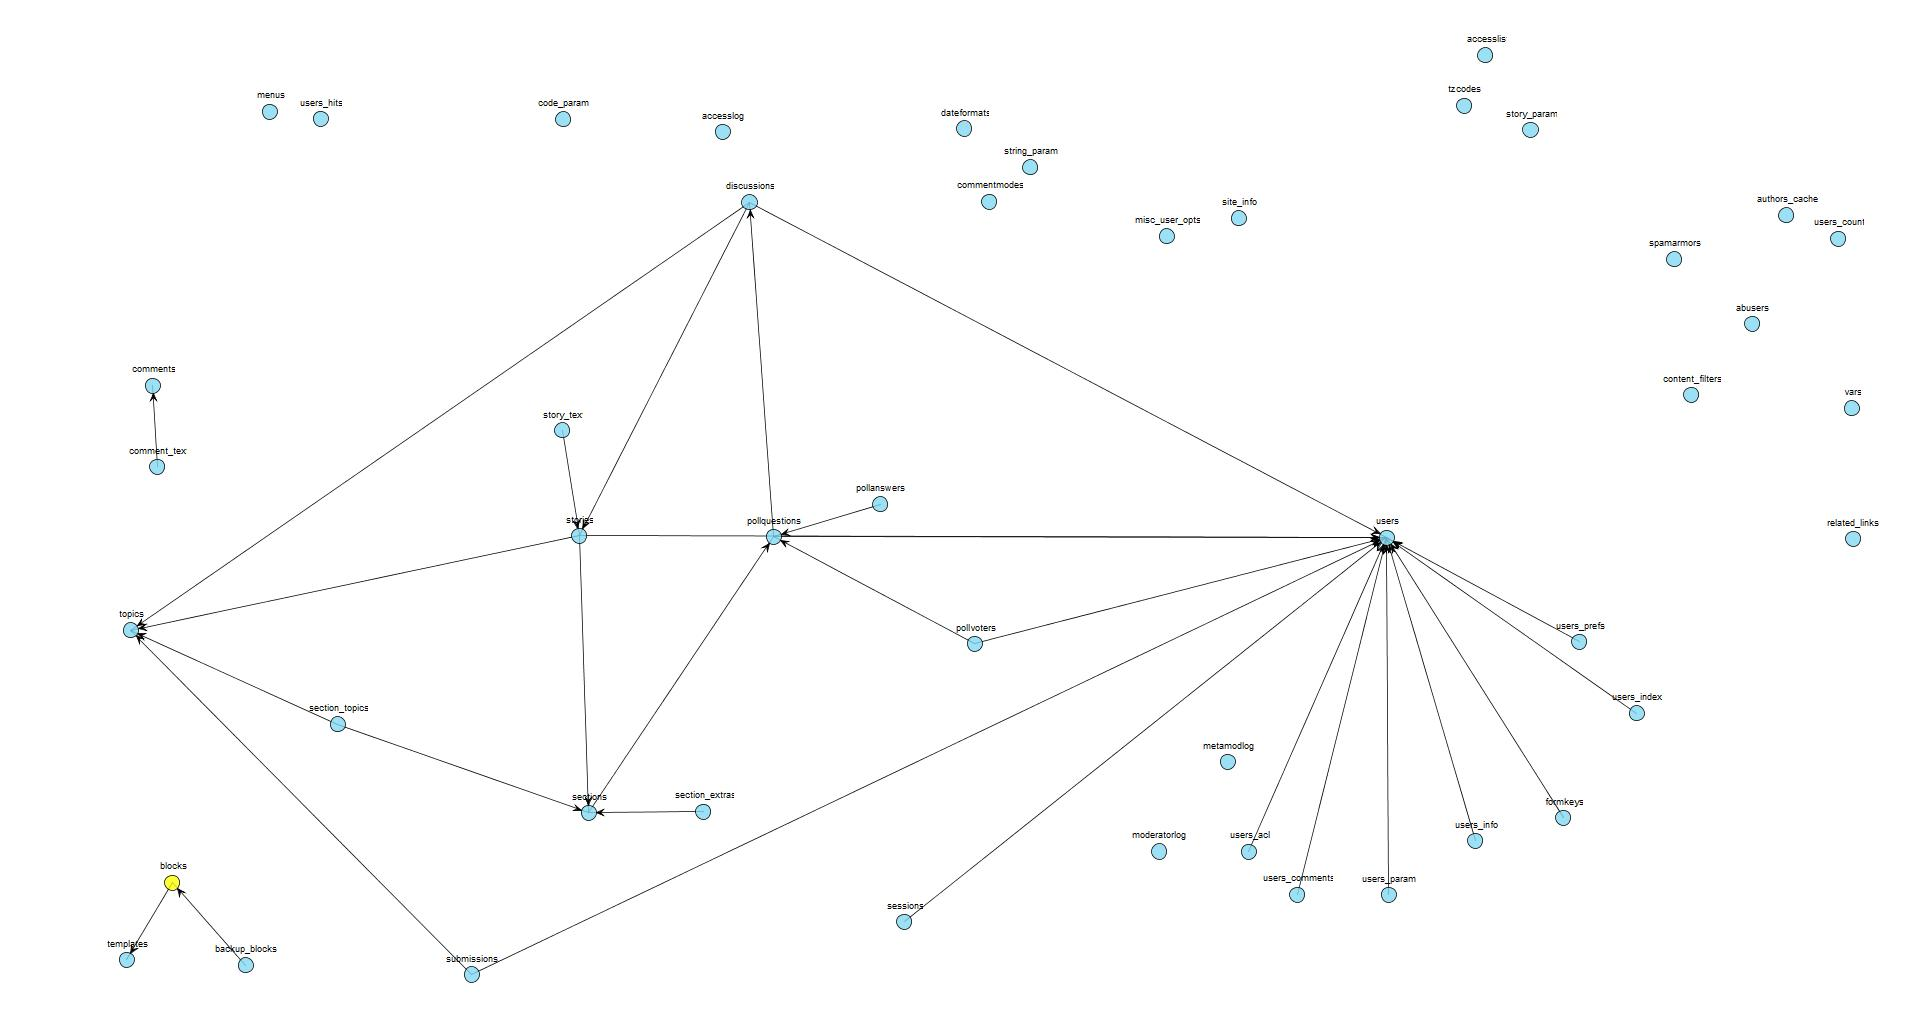 accesslis
tzcodes
menus
users_hits
code_param
accesslog
dateformats
story_param
string_param
discussions
commentmodes
site_info
misc_user_opts
authors_cache
users_count
spamarmors
abusers
comments
content_filters
vars
story_tex
comment_tex
pollanswers
stories
pollquestions
users
related_links
topics
pollvoters
users_prefs
users_index
section_topics
metamodlog
sections
section_extras
formkeys
users_info
moderatorlog
users_acl
blocks
users_comments
users_param
sessions
templates
backup_blocks
submissions